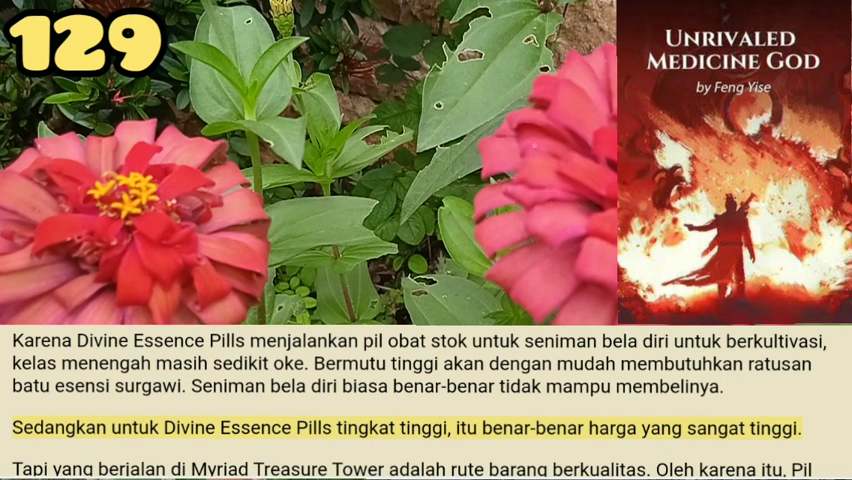 129
UNRIVALED
MEDICINE GOD
by Feng Yise
Karena Divine Essence Pills menjalankan pil obat stok untuk seniman bela diri untuk berkultivasi,
kelas menengah masih sedikit oke. Bermutu tinggi akan dengan mudah membutuhkan ratusan
batu esensi surgawi. Seniman bela diri biasa benar-benar tidak mampu membelinya.
Sedangkan untuk Divine Essence Pills tingkat tinggi, itu benar-benar harga yang sangat tinggi.
Tapi yang berjalan di Myriad Treasure Tower adalah rute barang berkualitas. Oleh karena itu, Pil